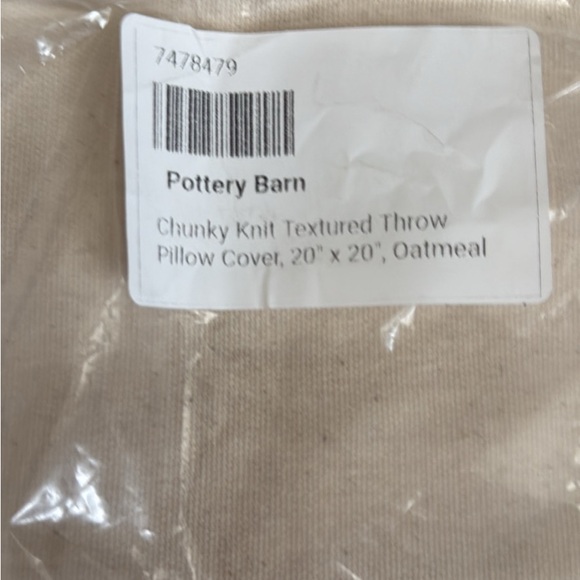 7478479
Pottery Barn
Chunky Knit Textured Throw
Pillow Cover, 20" x 20", Oatmeal